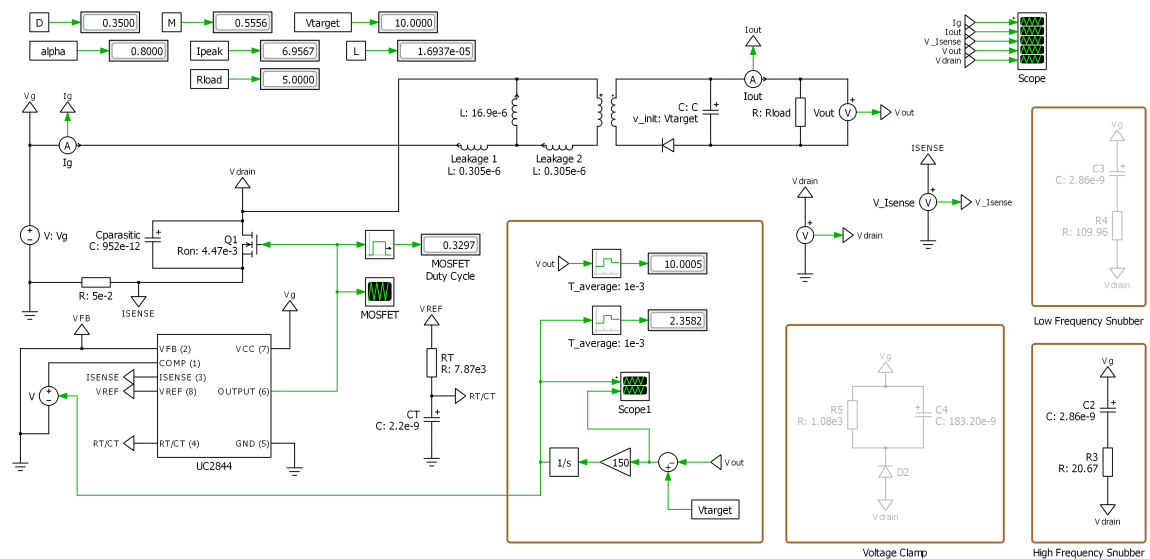 D
0.3500
M
0.5556
Vtarget
10.0000
alpha
0.8000
Ipeak
6.9567
L
1.6937e-05
Rload
5.0000
Ig
Iout
V_Isense
Vout
Vdrain
Scope
Vg
Ig
A
Ig
L: 16.9e-6
Leakage 1
L: 0.305e-6
Leakage 2
L: 0.305e-6
C: C
v_init: Vtarget
Iout
A
Iout
R: Rload
Vout
V
Vout
Vdrain
V: Vg
Cparasitic
C: 952e-12
Q1
Ron: 4.47e-3
R: 5e-2
ISENSE
0.3297
MOSFET
Duty Cycle
MOSFET
Vdrain
V
Vdrain
ISENSE
V_Isense
V
V_Isense
Vg
C3
C: 2.86e-9
R4
R: 109.96
Vdrain
Low Frequency Snubber
VFB
Vg
V
ISENSE
VREF
RT/CT
VFB (2)
COMP (1)
ISENSE (3)
VREF (8)
RT/CT (4)
VCC (7)
OUTPUT (6)
GND (5)
UC2844
VREF
RT
R: 7.87e3
RT/CT
CT
C: 2.2e-9
Vout
10.0005
T_average: 1e-3
2.3582
T_average: 1e-3
Scope1
1/s
150
Vout
Vtarget
Vg
R5
R: 1.08e3
C4
C: 183.20e-9
D2
Vdrain
Voltage Clamp
Vg
C2
C: 2.86e-9
R3
R: 20.67
Vdrain
High Frequency Snubber